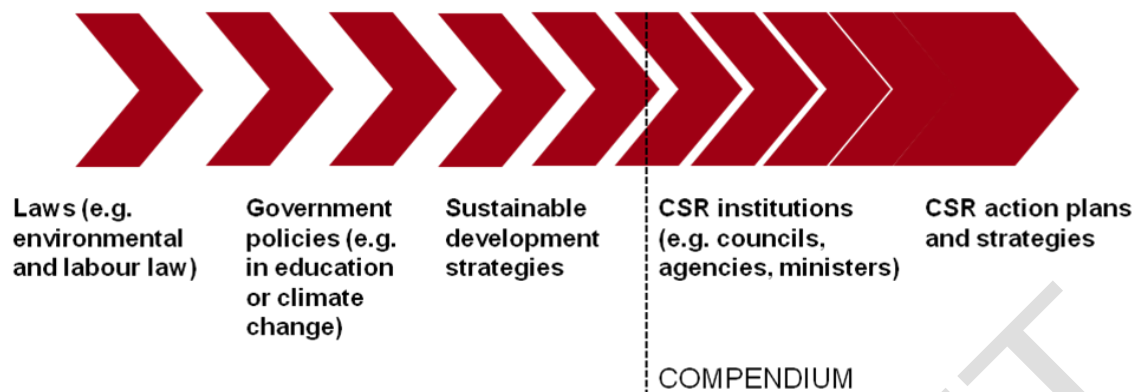 Laws (e.g.
environmental
and labour law)
Government
policies (e.g.
in education
or climate
change)
Sustainable
development
strategies
CSR institutions
(e.g. councils,
agencies, ministers)
CSR action plans
and strategies
COMPENDIUM